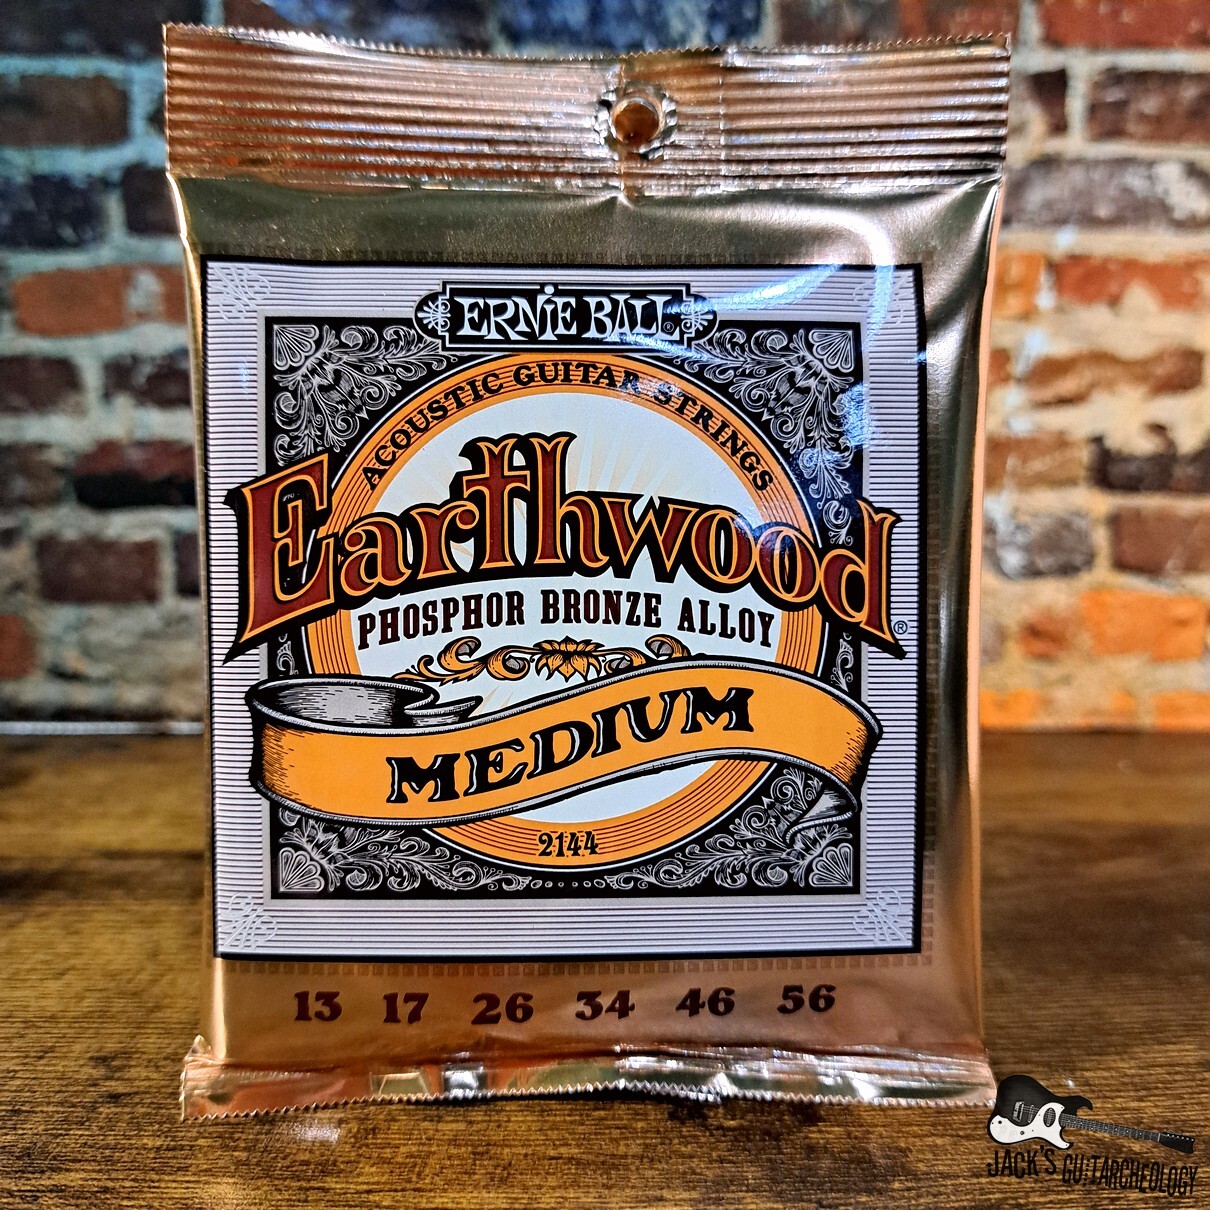 ERNIE BALL®
ACOUSTIC GUITAR STRINGS
Earthwood®
PHOSPHOR BRONZE ALLOY
MEDIUM
2144
13 17 26 34 46 56
JACK'S GUITARCHEOLOGY